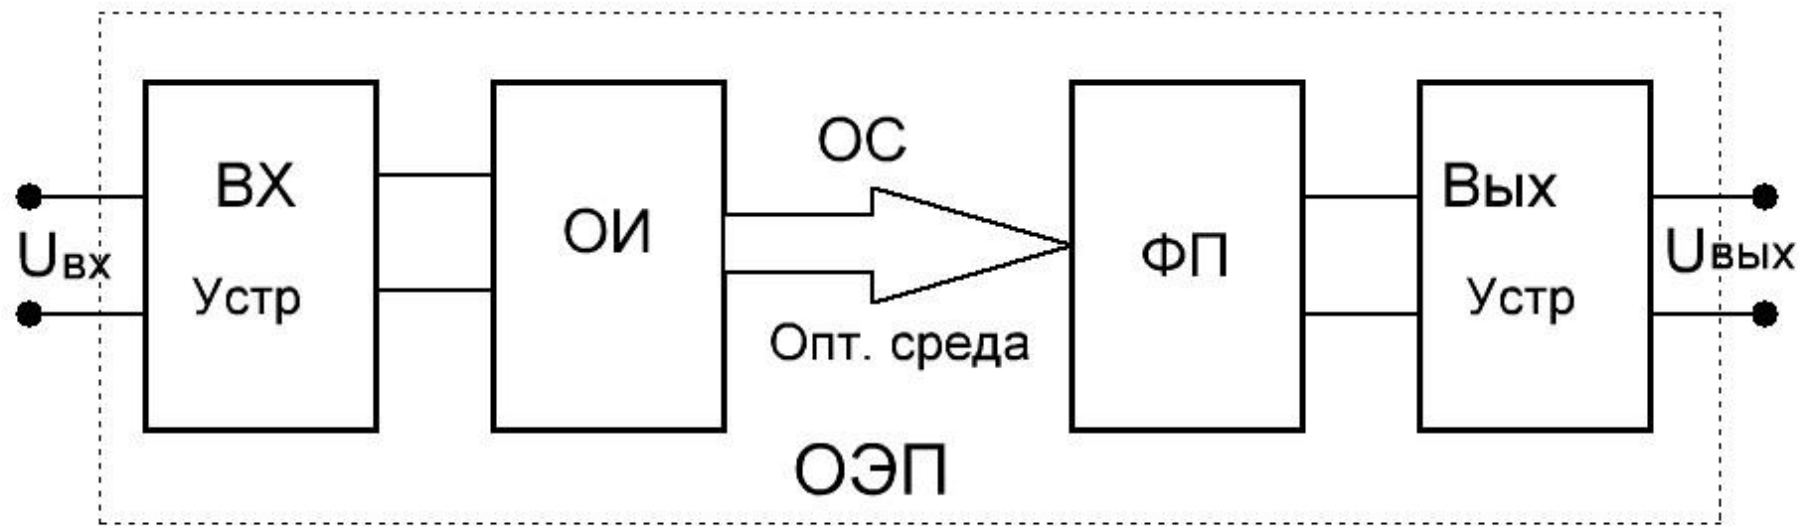 Uвх
ВХ
Устр
ОИ
ОС
Опт. среда
ФП
Вых
Устр
Uвых
ОЭП